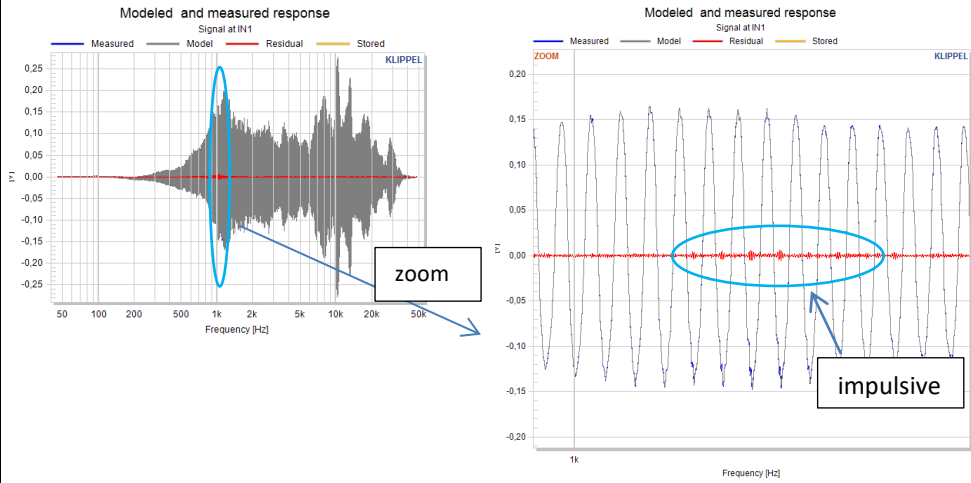 Modeled and measured response
Signal at IN1
Measured Model Residual Stored
KLIPPEL
0,25
0,20
0,15
0,10
0,05
0,00
-0,05
-0,10
-0,15
-0,20
-0,25
[V]
50 100 200 500 1k 2k 5k 10k 20k 50k
Frequency [Hz]
zoom
Modeled and measured response
Signal at IN1
Measured Model Residual Stored
ZOOM
KLIPPEL
0,20
0,15
0,10
0,05
0,00
-0,05
-0,10
-0,15
-0,20
[V]
1k
Frequency [Hz]
impulsive